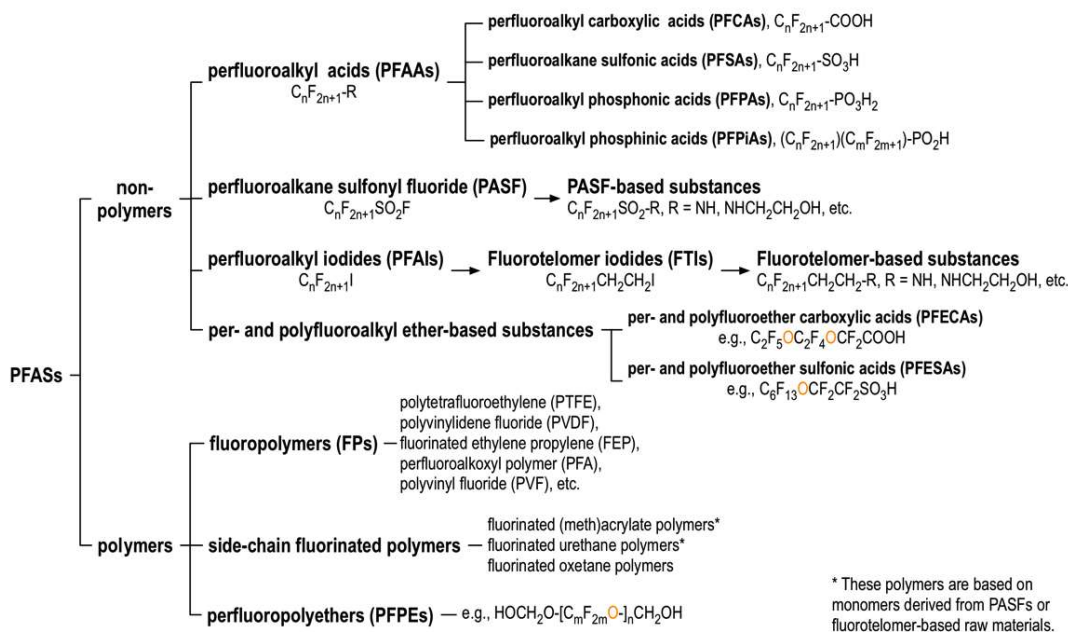 PFASs
non-
polymers
perfluoroalkyl acids (PFAAs)
CₙF₂ₙ₊₁-R
perfluoroalkyl carboxylic acids (PFCAs), CₙF₂ₙ₊₁-COOH
perfluoroalkane sulfonic acids (PFSAs), CₙF₂ₙ₊₁-SO₃H
perfluoroalkyl phosphonic acids (PFPAs), CₙF₂ₙ₊₁-PO₃H₂
perfluoroalkyl phosphinic acids (PFPiAs), (CₙF₂ₙ₊₁)(CₘF₂ₘ₊₁)-PO₂H
perfluoroalkane sulfonyl fluoride (PASF)
CₙF₂ₙ₊₁SO₂F
PASF-based substances
CₙF₂ₙ₊₁SO₂-R, R = NH, NHCH₂CH₂OH, etc.
perfluoroalkyl iodides (PFAIs)
CₙF₂ₙ₊₁I
Fluorotelomer iodides (FTIs)
CₙF₂ₙ₊₁CH₂CH₂I
Fluorotelomer-based substances
CₙF₂ₙ₊₁CH₂CH₂-R, R = NH, NHCH₂CH₂OH, etc.
per- and polyfluoroalkyl ether-based substances
per- and polyfluoroether carboxylic acids (PFECAs)
e.g., C₂F₅OC₂F₄OCF₂COOH
per- and polyfluoroether sulfonic acids (PFESAs)
e.g., C₆F₁₃OCF₂CF₂SO₃H
polymers
fluoropolymers (FPs)
polytetrafluoroethylene (PTFE),
polyvinylidene fluoride (PVDF),
fluorinated ethylene propylene (FEP),
perfluoroalkoxyl polymer (PFA),
polyvinyl fluoride (PVF), etc.
side-chain fluorinated polymers
fluorinated (meth)acrylate polymers*
fluorinated urethane polymers*
fluorinated oxetane polymers
perfluoropolyethers (PFPEs)
e.g., HOCH₂O-[CₘF₂ₘO-]ₙCH₂OH
* These polymers are based on
monomers derived from PASFs or
fluorotelomer-based raw materials.